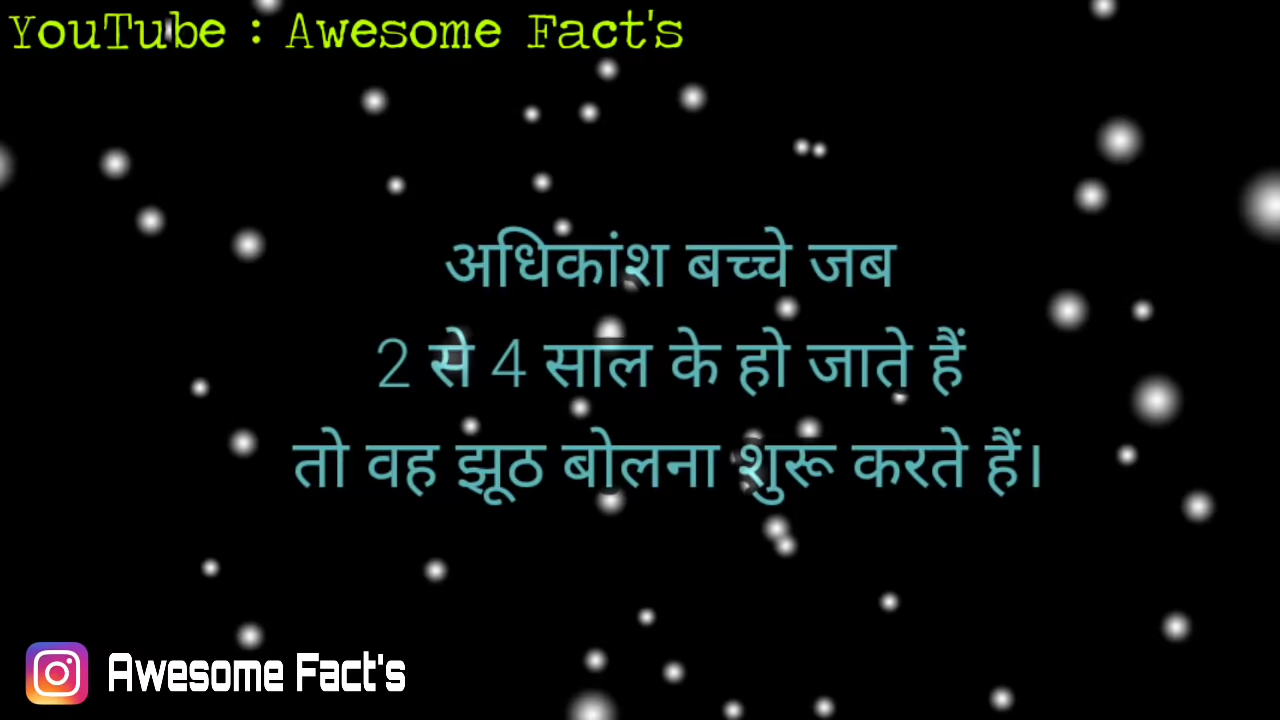 YouTube : Awesome Fact's
अधिकांश बच्चे जब
2 से 4 साल के हो जाते हैं
तो वह झूठ बोलना शुरू करते हैं।
Awesome Fact's